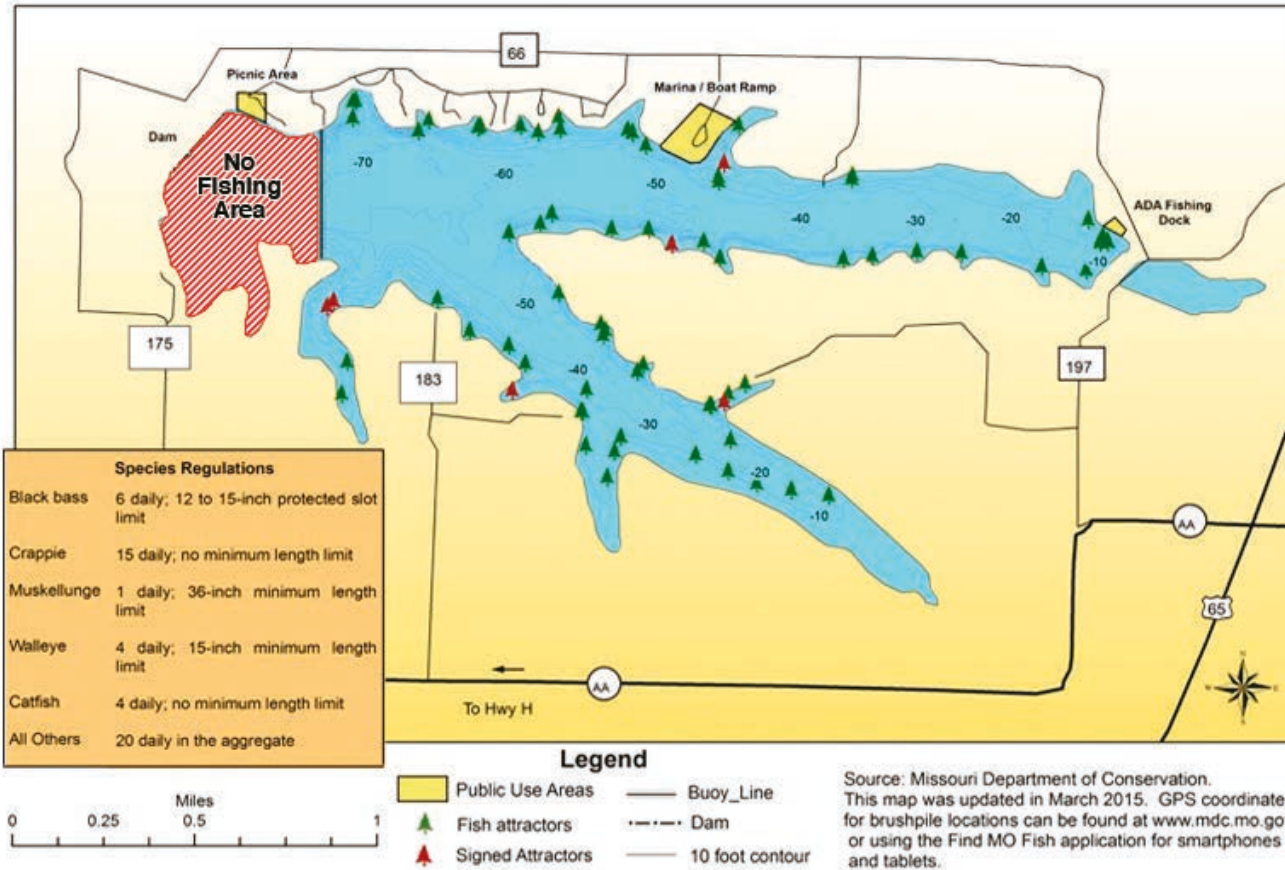 66
Picnic Area
Marina / Boat Ramp
Dam
No
Fishing
Area
-70
-60
-50
-40
-30
-20
ADA Fishing
Dock
-10
-50
175
183
-40
197
-30
-20
-10
AA
65
N
E
S
W
AA
To Hwy H
Species Regulations
Black bass 6 daily; 12 to 15-inch protected slot
limit
Crappie 15 daily; no minimum length limit
Muskellunge 1 daily; 36-inch minimum length
limit
Walleye 4 daily; 15-inch minimum length
limit
Catfish 4 daily; no minimum length limit
All Others 20 daily in the aggregate
Miles
0 0.25 0.5 1
Legend
Public Use Areas
Fish attractors
Signed Attractors
Buoy_Line
Dam
10 foot contour
Source: Missouri Department of Conservation.
This map was updated in March 2015. GPS coordinate
for brushpile locations can be found at www.mdc.mo.go
or using the Find MO Fish application for smartphones
and tablets.